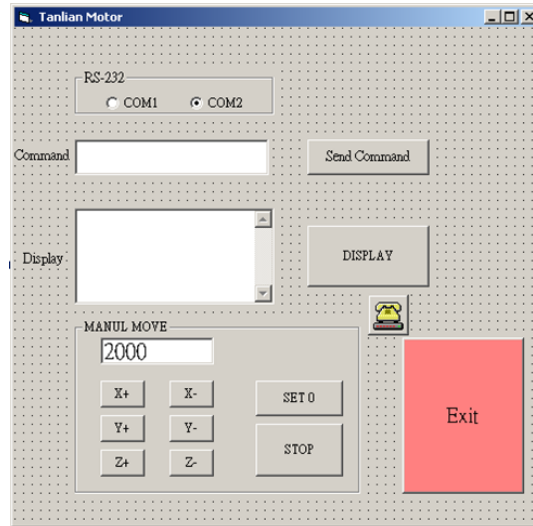 Tanlian Motor
RS-232
COM1 COM2
Command Send Command
Display DISPLAY
MANUL MOVE
2000
X+ X- SET 0
Y+ Y- STOP
Z+ Z-
Exit